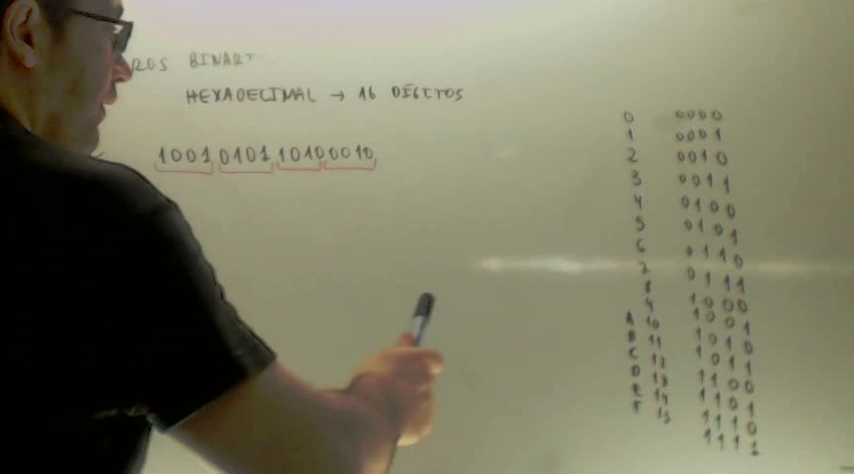 ROS BINARI
HEXADECIMAL → 16 DÍGITOS
1001 0101 1010 0010
0 0000
1 0001
2 0010
3 0011
4 0100
5 0101
6 0110
7 0111
8 1000
9 1001
A 10 1010
B 11 1011
C 12 1100
D 13 1101
E 14 1110
F 15 1111